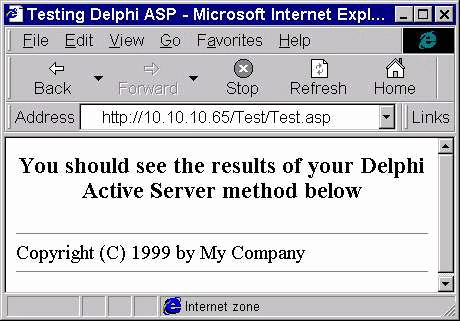 Testing Delphi ASP - Microsoft Internet Expl...
File Edit View Go Favorites Help
Back Forward Stop Refresh Home
Address http://10.10.10.65/Test/Test.asp Links
You should see the results of your Delphi
Active Server method below
Copyright (C) 1999 by My Company
Internet zone